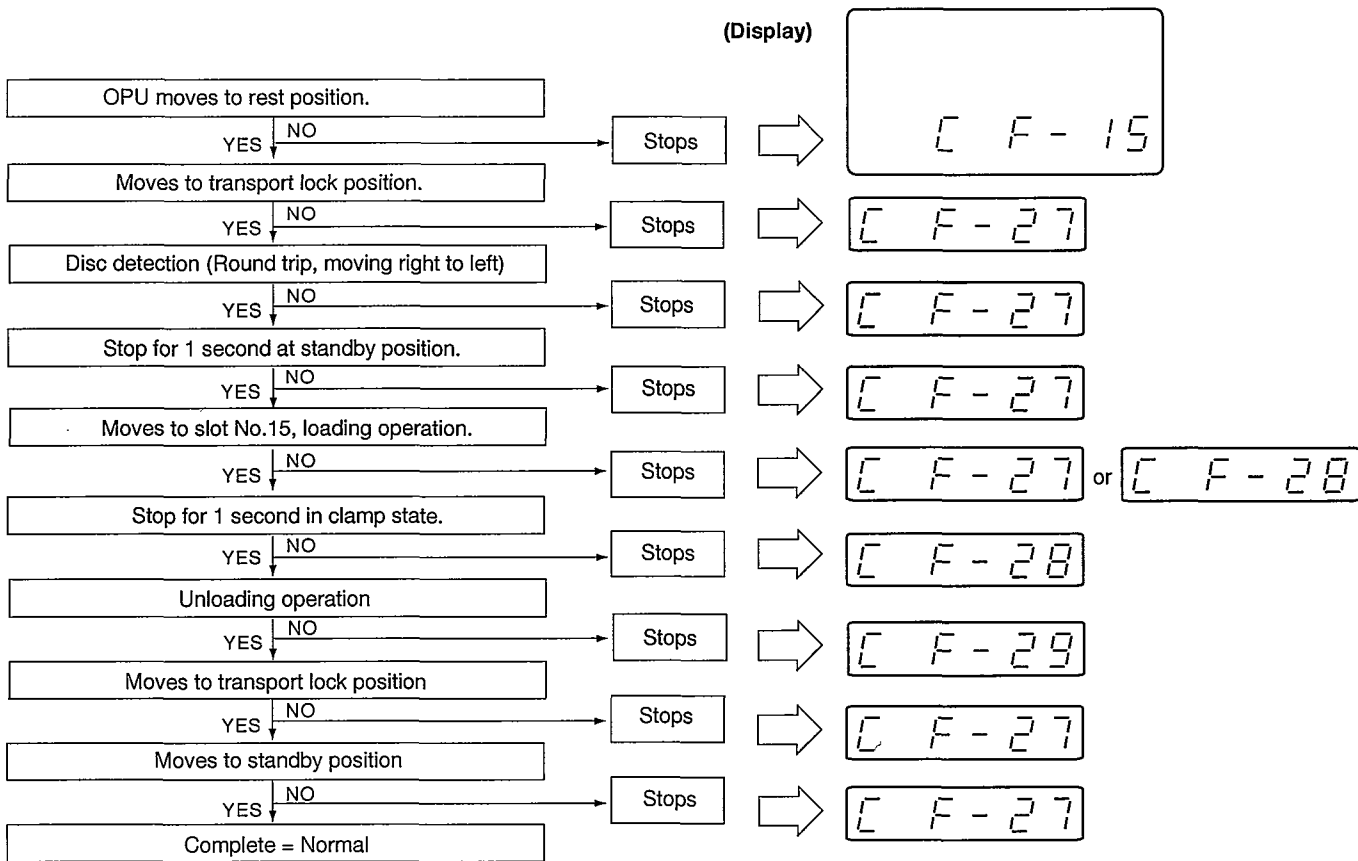 (Display)
OPU moves to rest position.
YES NO
Stops
C F-15
Moves to transport lock position.
YES NO
Stops
C F-27
Disc detection (Round trip, moving right to left)
YES NO
Stops
C F-27
Stop for 1 second at standby position.
YES NO
Stops
C F-27
Moves to slot No.15, loading operation.
YES NO
Stops
C F-27 or C F-28
Stop for 1 second in clamp state.
YES NO
Stops
C F-28
Unloading operation
YES NO
Stops
C F-29
Moves to transport lock position
YES NO
Stops
C F-27
Moves to standby position
YES NO
Stops
C F-27
Complete = Normal